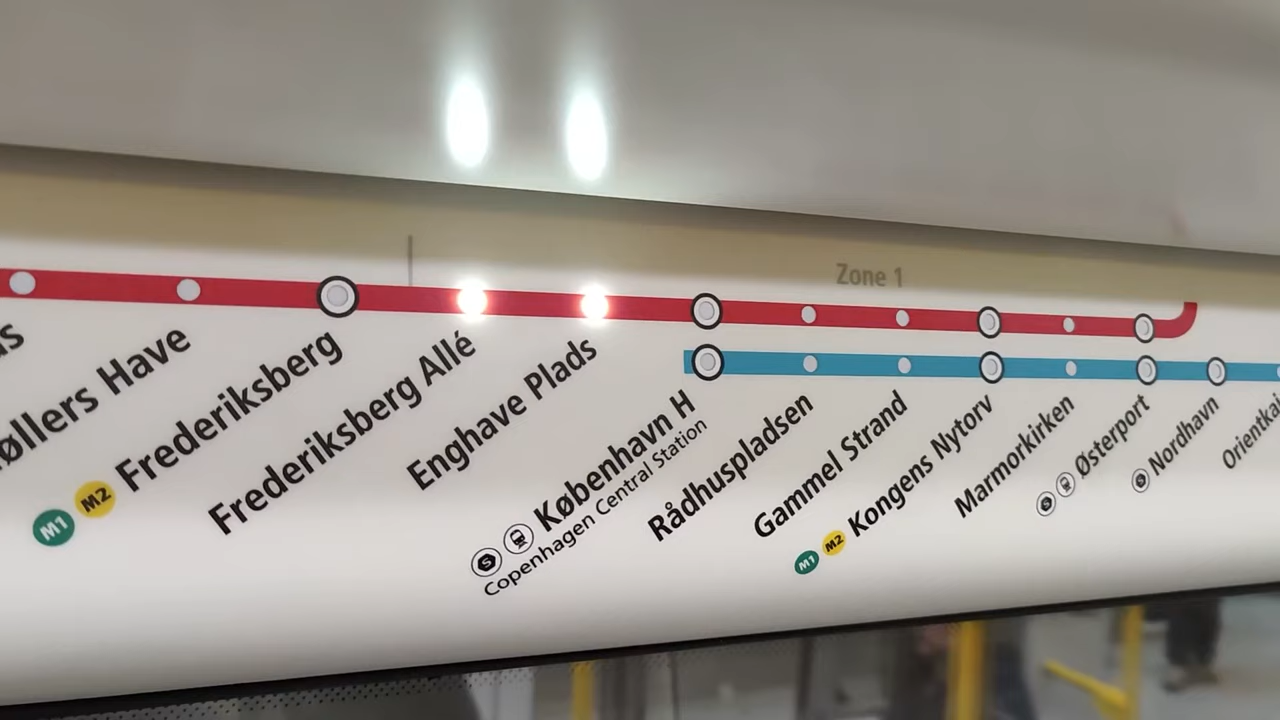 Zone 1
Have
M1 M2 Frederiksberg
Frederiksberg Allé
Enghave Plads
S København H
Copenhagen Central Station
Rådhuspladsen
Gammel Strand
M1 M2 Kongens Nytorv
Marmorkirken
S Østerport
S Nordhavn